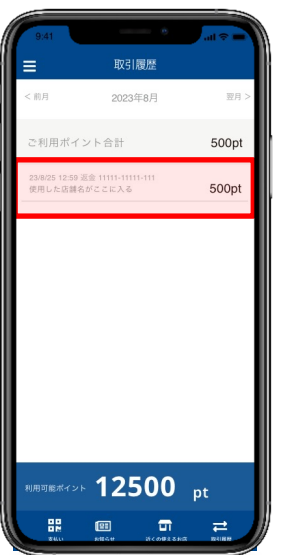 9:41
取引履歴
< 前月 2023年8月 翌月 >
ご利用ポイント合計 500pt
23/8/25 12:59 返金 11111-11111-111
使用した店舗名がここに入る 500pt
利用可能ポイント 12500 pt
支払い お知らせ 近くの使えるお店 取引履歴